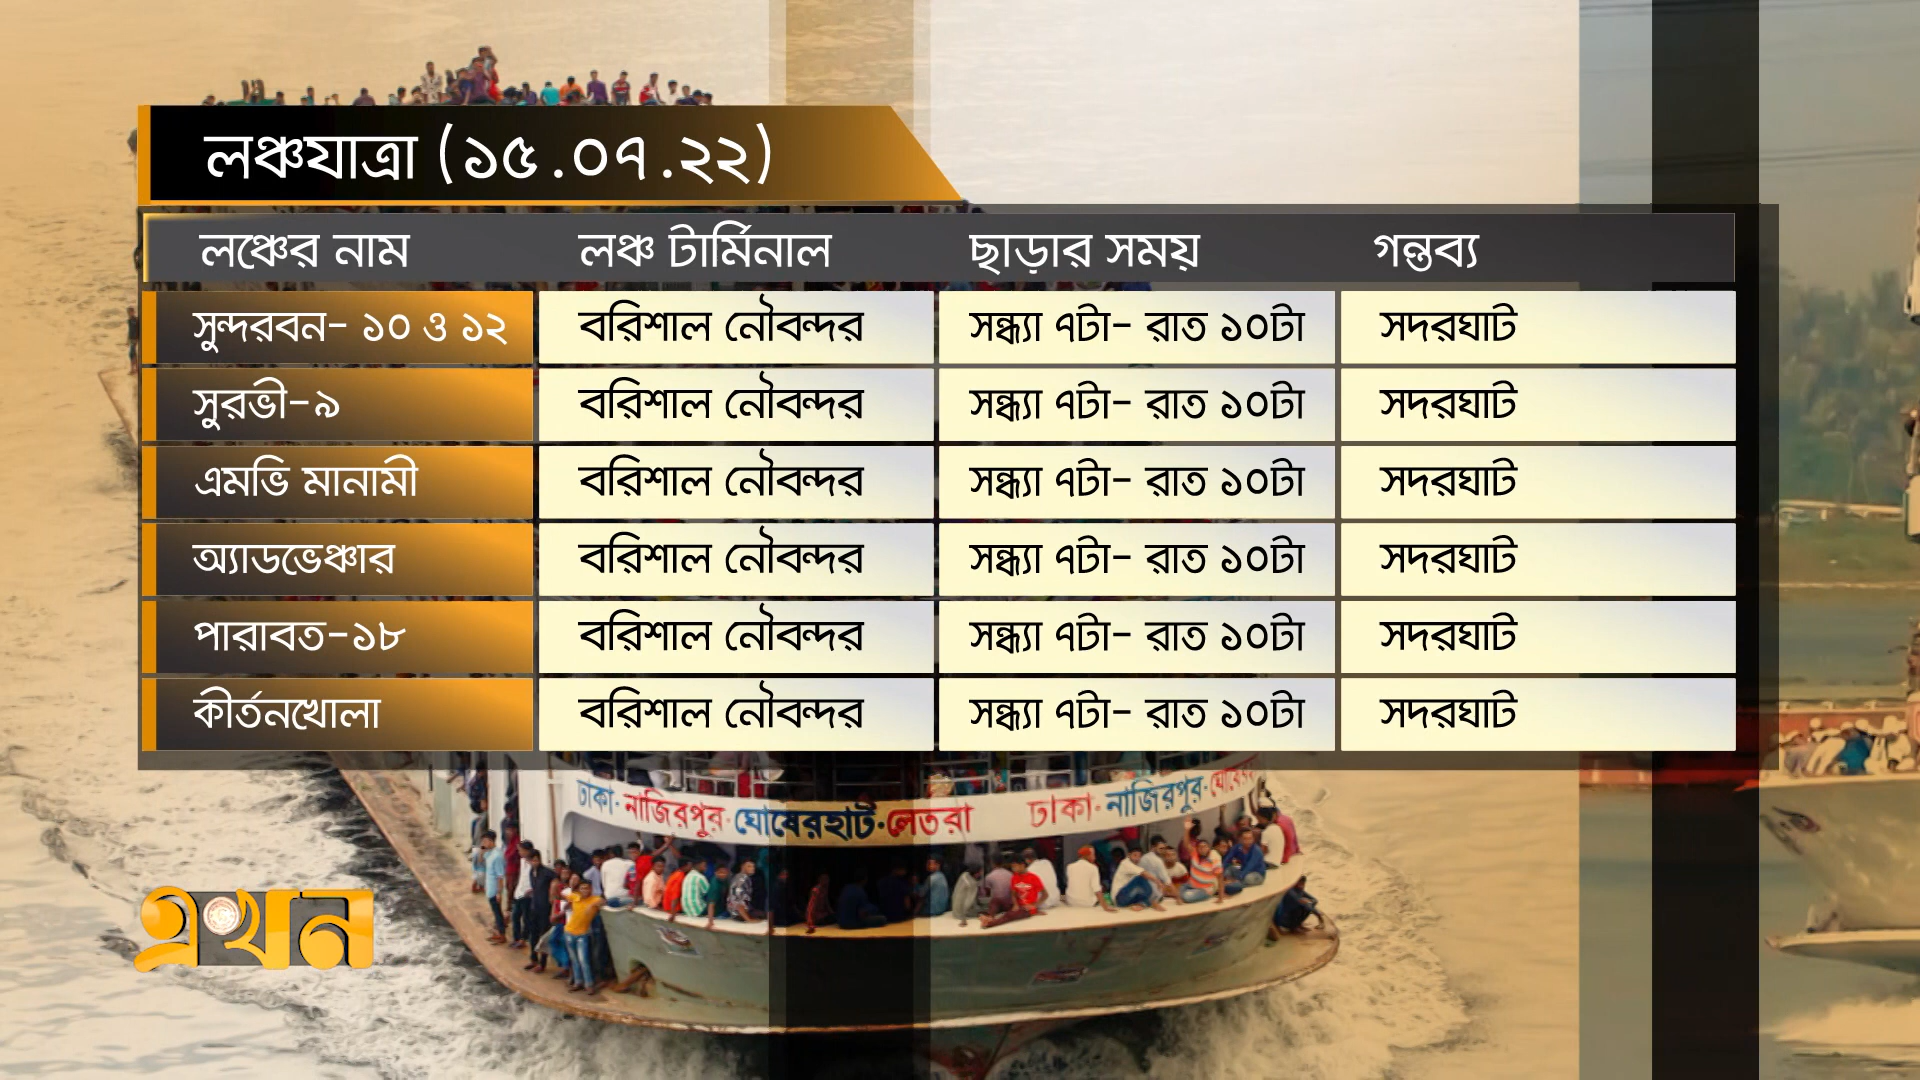 লঞ্চযাত্রা (১৫.০৭.২২)
লঞ্চের নাম লঞ্চ টার্মিনাল ছাড়ার সময় গন্তব্য
সুন্দরবন- ১০ ও ১২ বরিশাল নৌবন্দর সন্ধ্যা ৭টা- রাত ১০টা সদরঘাট
সুরভী-৯ বরিশাল নৌবন্দর সন্ধ্যা ৭টা- রাত ১০টা সদরঘাট
এমভি মানামী বরিশাল নৌবন্দর সন্ধ্যা ৭টা- রাত ১০টা সদরঘাট
অ্যাডভেঞ্চার বরিশাল নৌবন্দর সন্ধ্যা ৭টা- রাত ১০টা সদরঘাট
পারাবত-১৮ বরিশাল নৌবন্দর সন্ধ্যা ৭টা- রাত ১০টা সদরঘাট
কীর্তনখোলা বরিশাল নৌবন্দর সন্ধ্যা ৭টা- রাত ১০টা সদরঘাট
ঢাকা·নাজিরপুর·ঘোষেরহাট·লেতরা ঢাকা·নাজিরপুর·
এখন